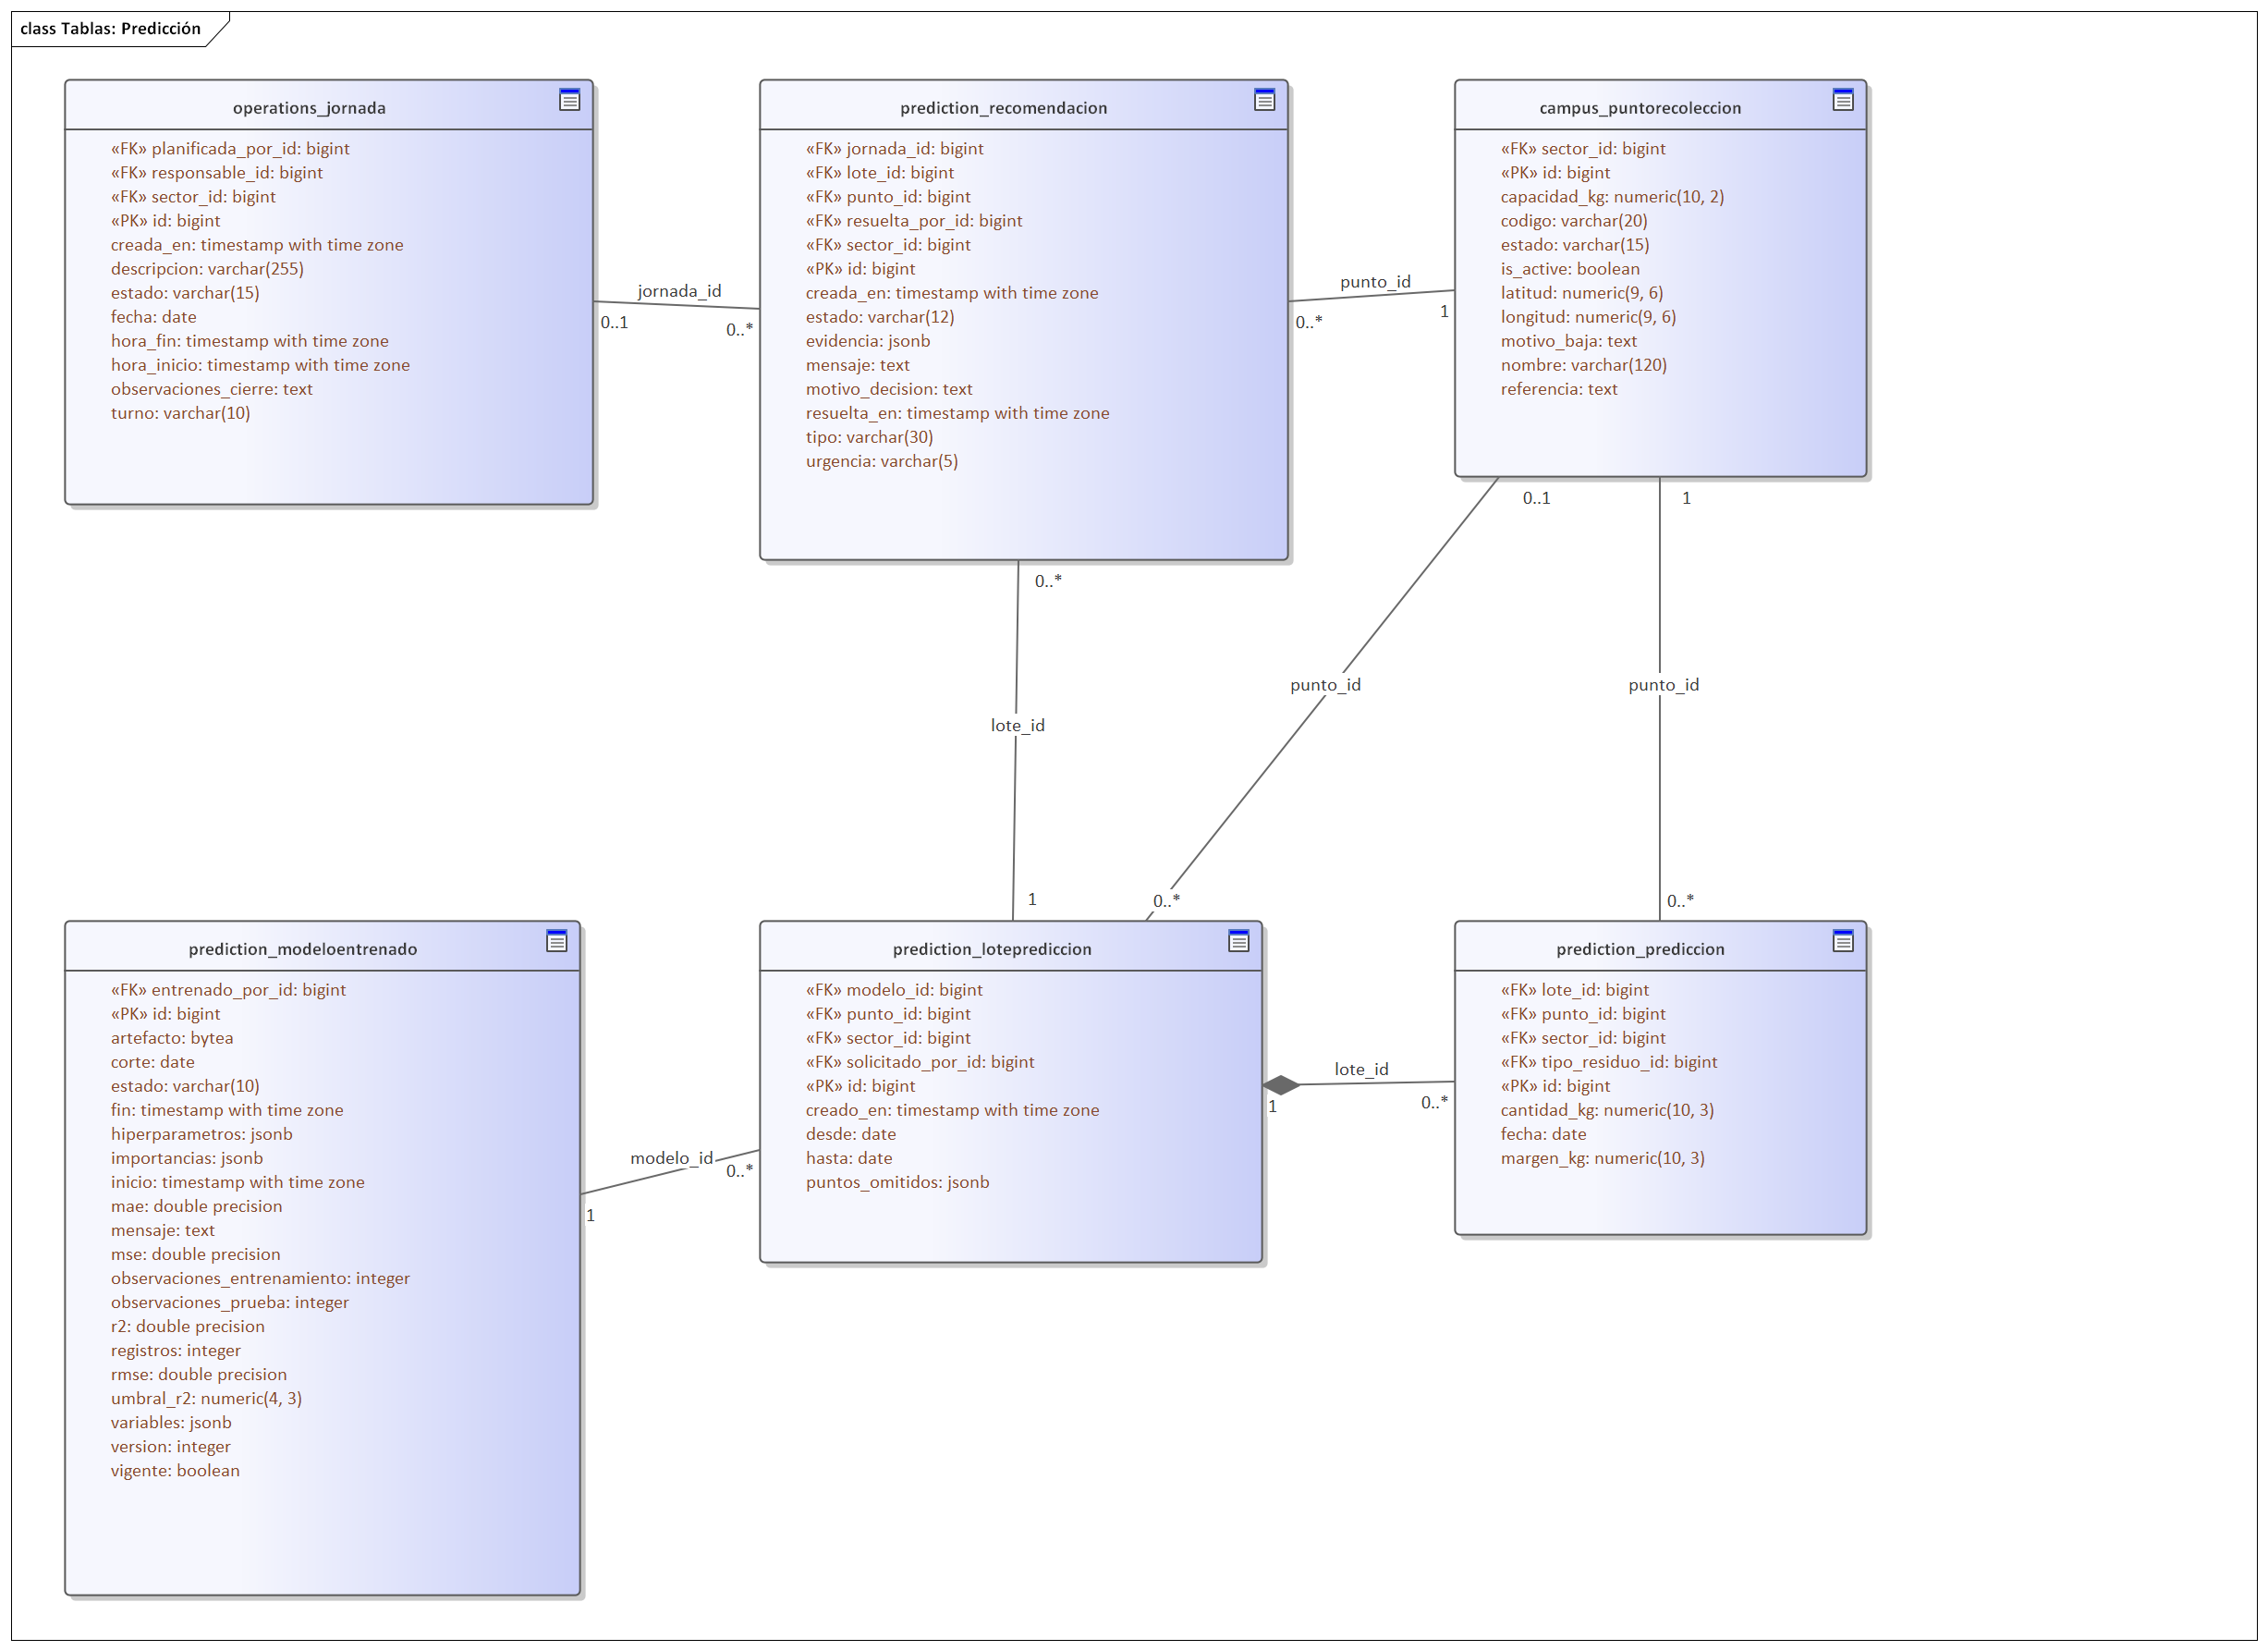 class Tablas: Predicción
operations_jornada
«FK» planificada_por_id: bigint
«FK» responsable_id: bigint
«FK» sector_id: bigint
«PK» id: bigint
creada_en: timestamp with time zone
descripcion: varchar(255)
estado: varchar(15)
fecha: date
hora_fin: timestamp with time zone
hora_inicio: timestamp with time zone
observaciones_cierre: text
turno: varchar(10)
jornada_id
0..1
0..*
prediction_recomendacion
«FK» jornada_id: bigint
«FK» lote_id: bigint
«FK» punto_id: bigint
«FK» resuelta_por_id: bigint
«FK» sector_id: bigint
«PK» id: bigint
creada_en: timestamp with time zone
estado: varchar(12)
evidencia: jsonb
mensaje: text
motivo_decision: text
resuelta_en: timestamp with time zone
tipo: varchar(30)
urgencia: varchar(5)
punto_id
0..*
1
campus_puntorecoleccion
«FK» sector_id: bigint
«PK» id: bigint
capacidad_kg: numeric(10, 2)
codigo: varchar(20)
estado: varchar(15)
is_active: boolean
latitud: numeric(9, 6)
longitud: numeric(9, 6)
motivo_baja: text
nombre: varchar(120)
referencia: text
0..1
1
0..*
punto_id
punto_id
lote_id
1
0..*
0..*
prediction_modeloentrenado
«FK» entrenado_por_id: bigint
«PK» id: bigint
artefacto: bytea
corte: date
estado: varchar(10)
fin: timestamp with time zone
hiperparametros: jsonb
importancias: jsonb
inicio: timestamp with time zone
mae: double precision
mensaje: text
mse: double precision
observaciones_entrenamiento: integer
observaciones_prueba: integer
r2: double precision
registros: integer
rmse: double precision
umbral_r2: numeric(4, 3)
variables: jsonb
version: integer
vigente: boolean
modelo_id
0..*
1
prediction_loteprediccion
«FK» modelo_id: bigint
«FK» punto_id: bigint
«FK» sector_id: bigint
«FK» solicitado_por_id: bigint
«PK» id: bigint
creado_en: timestamp with time zone
desde: date
hasta: date
puntos_omitidos: jsonb
lote_id
1
0..*
prediction_prediccion
«FK» lote_id: bigint
«FK» punto_id: bigint
«FK» sector_id: bigint
«FK» tipo_residuo_id: bigint
«PK» id: bigint
cantidad_kg: numeric(10, 3)
fecha: date
margen_kg: numeric(10, 3)